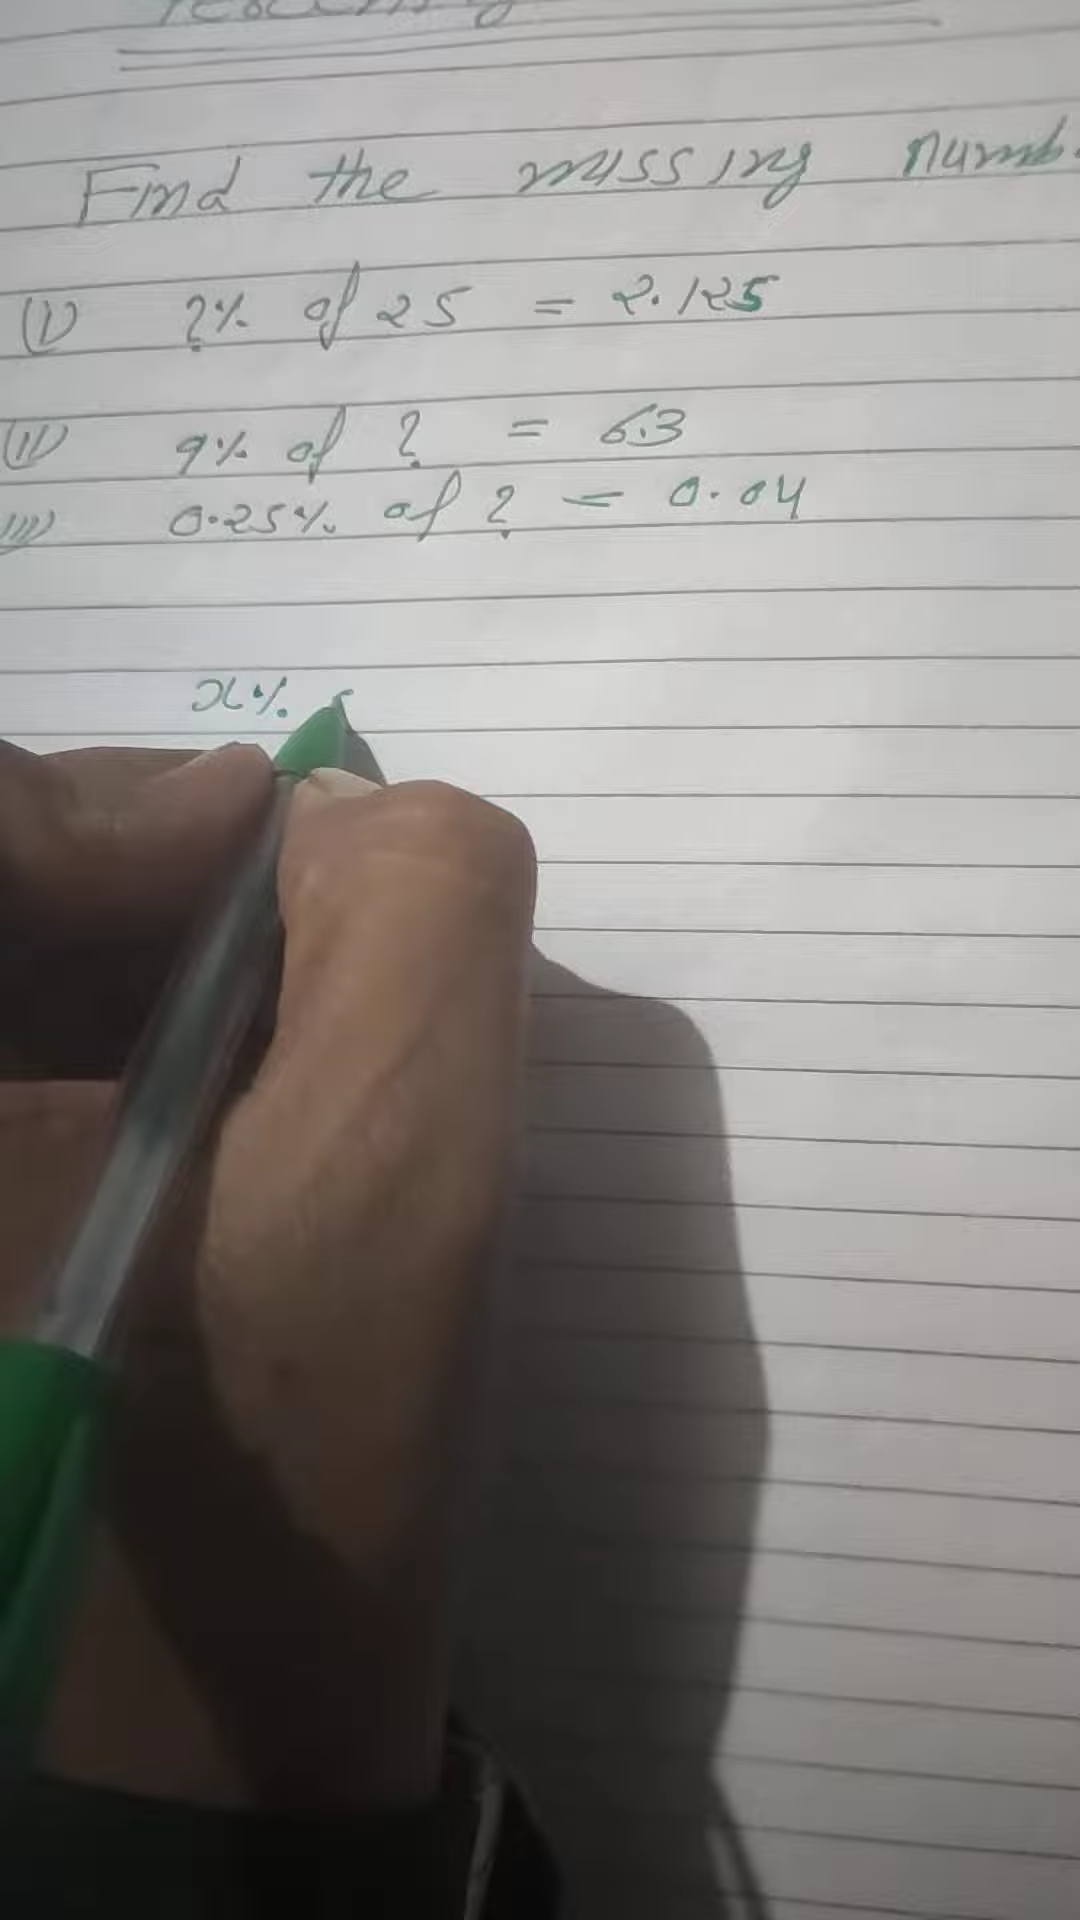 Find the missing numb
(I) ?% of 25 = 2.125
(II) 9% of ? = 6.3
(III) 0.25% of ? = 0.04
x%